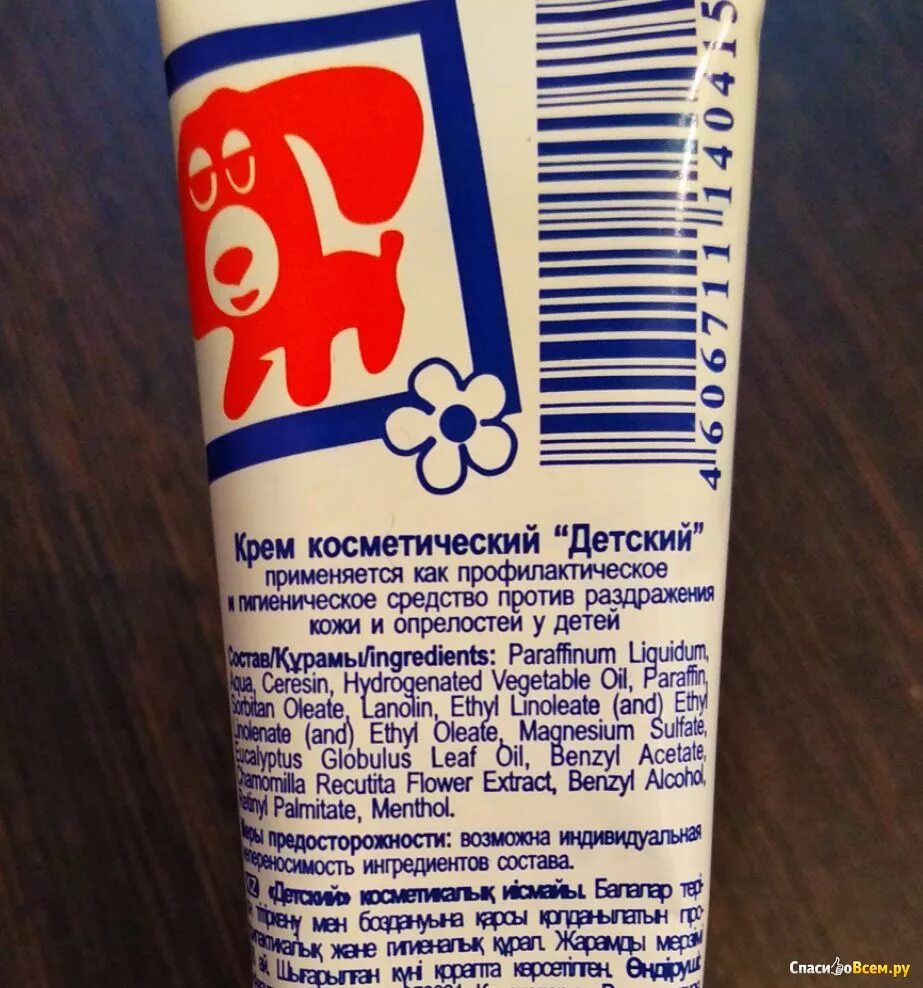 4606711140415
Крем косметический "Детский"
применяется как профилактическое
и гигиеническое средство против раздражения
кожи и опрелостей у детей
Состав/Құрамы/ingredients: Paraffinum Liquidum,
Aqua, Ceresin, Hydrogenated Vegetable Oil, Paraffin,
Sorbitan Oleate, Lanolin, Ethyl Linoleate (and) Ethyl
Linolenate (and) Ethyl Oleate, Magnesium Sulfate,
Eucalyptus Globulus Leaf Oil, Benzyl Acetate,
Chamomilla Recutita Flower Extract, Benzyl Alcohol,
Retinyl Palmitate, Menthol.
Меры предосторожности: возможна индивидуальная
непереносимость ингредиентов состава.
KZ «Детский» косметикалық иісмайы. Балалар тері-
тітіркену мен боздануына қарсы қолданылатын про-
филактикалық және гигиеналық құрал. Жарамды мерзімі
ай. Шығарылған күні қорапта көрсетілген. Өндіруші:
СпасибоВсем.ру